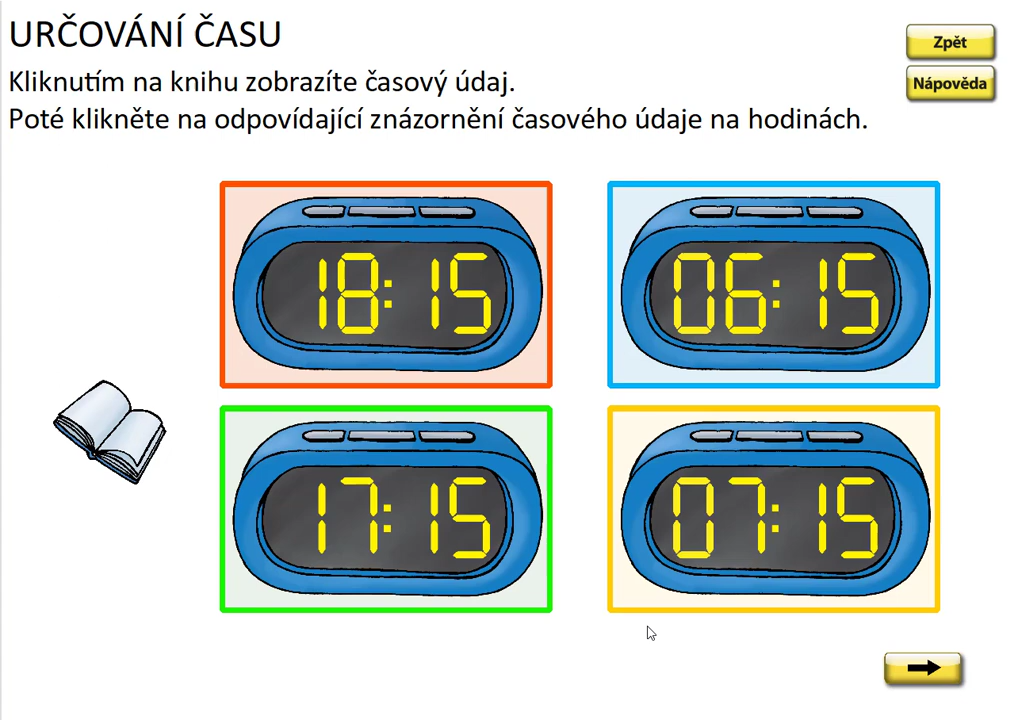 URČOVÁNÍ ČASU
Zpět
Kliknutím na knihu zobrazíte časový údaj.
Nápověda
Poté klikněte na odpovídající znázornění časového údaje na hodinách.
18:15
06:15
17:15
07:15